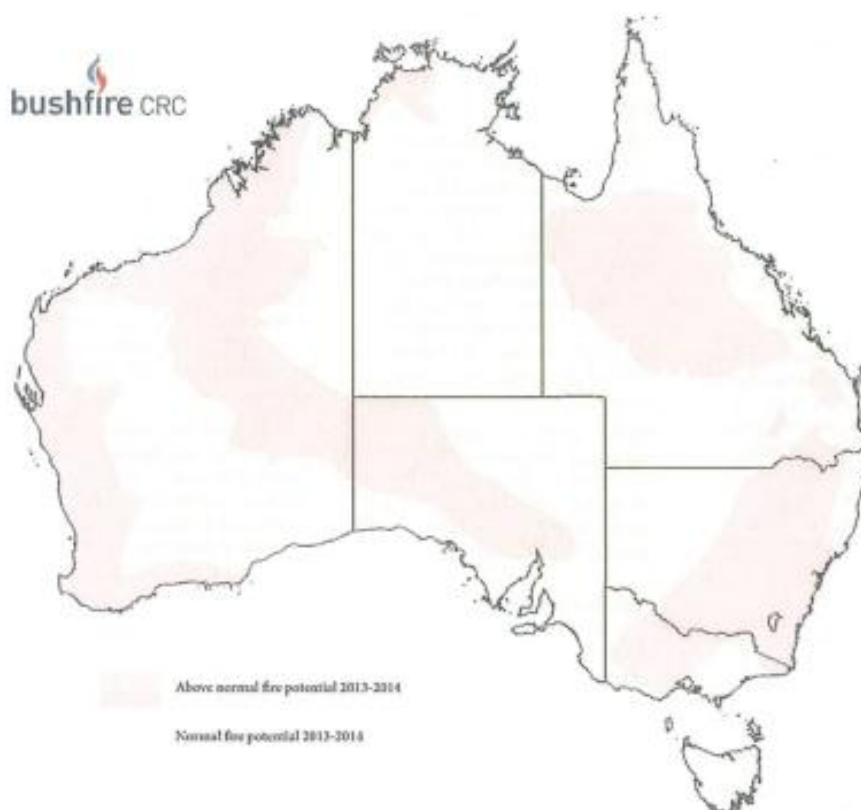 bushfire CRC
Above normal fire potential 2013-2014
Normal fire potential 2013-2014